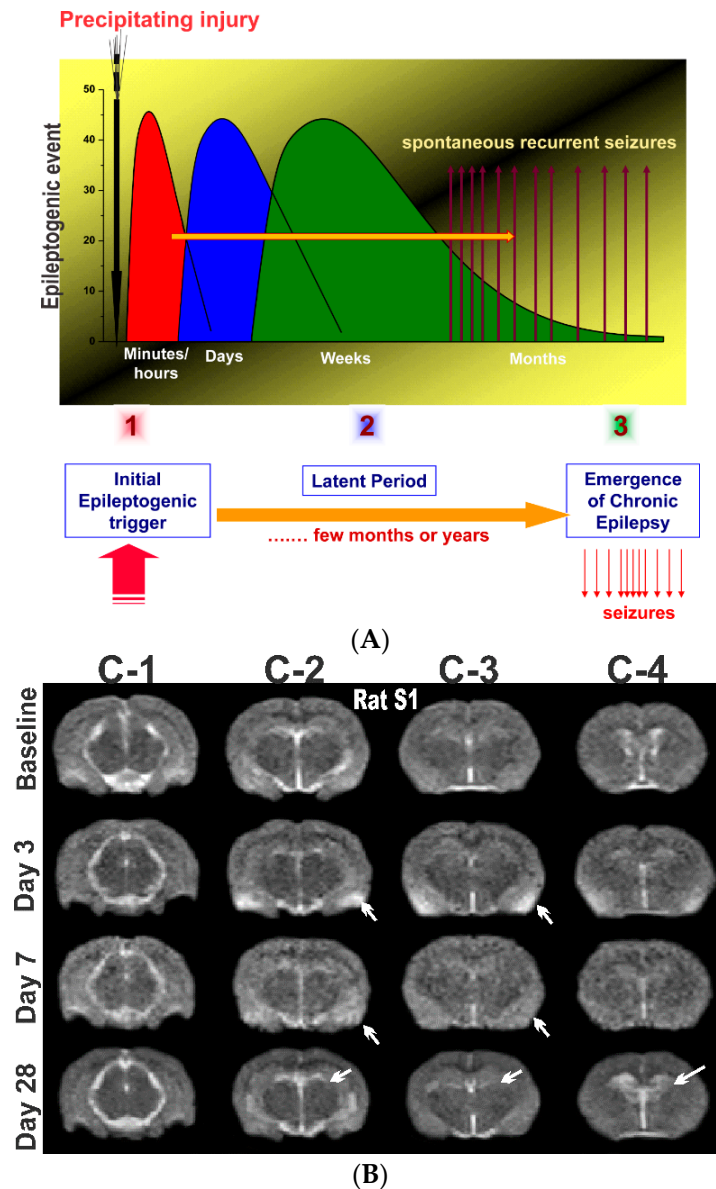 Precipitating injury
Epileptogenic event
50
40
30
20
10
0
spontaneous recurrent seizures
Minutes/
hours
Days
Weeks
Months
1
2
3
Initial
Epileptogenic
trigger
Latent Period
....... few months or years
Emergence
of Chronic
Epilepsy
seizures
(A)
C-1
C-2
C-3
C-4
Rat S1
Baseline
Day 3
Day 7
Day 28
(B)